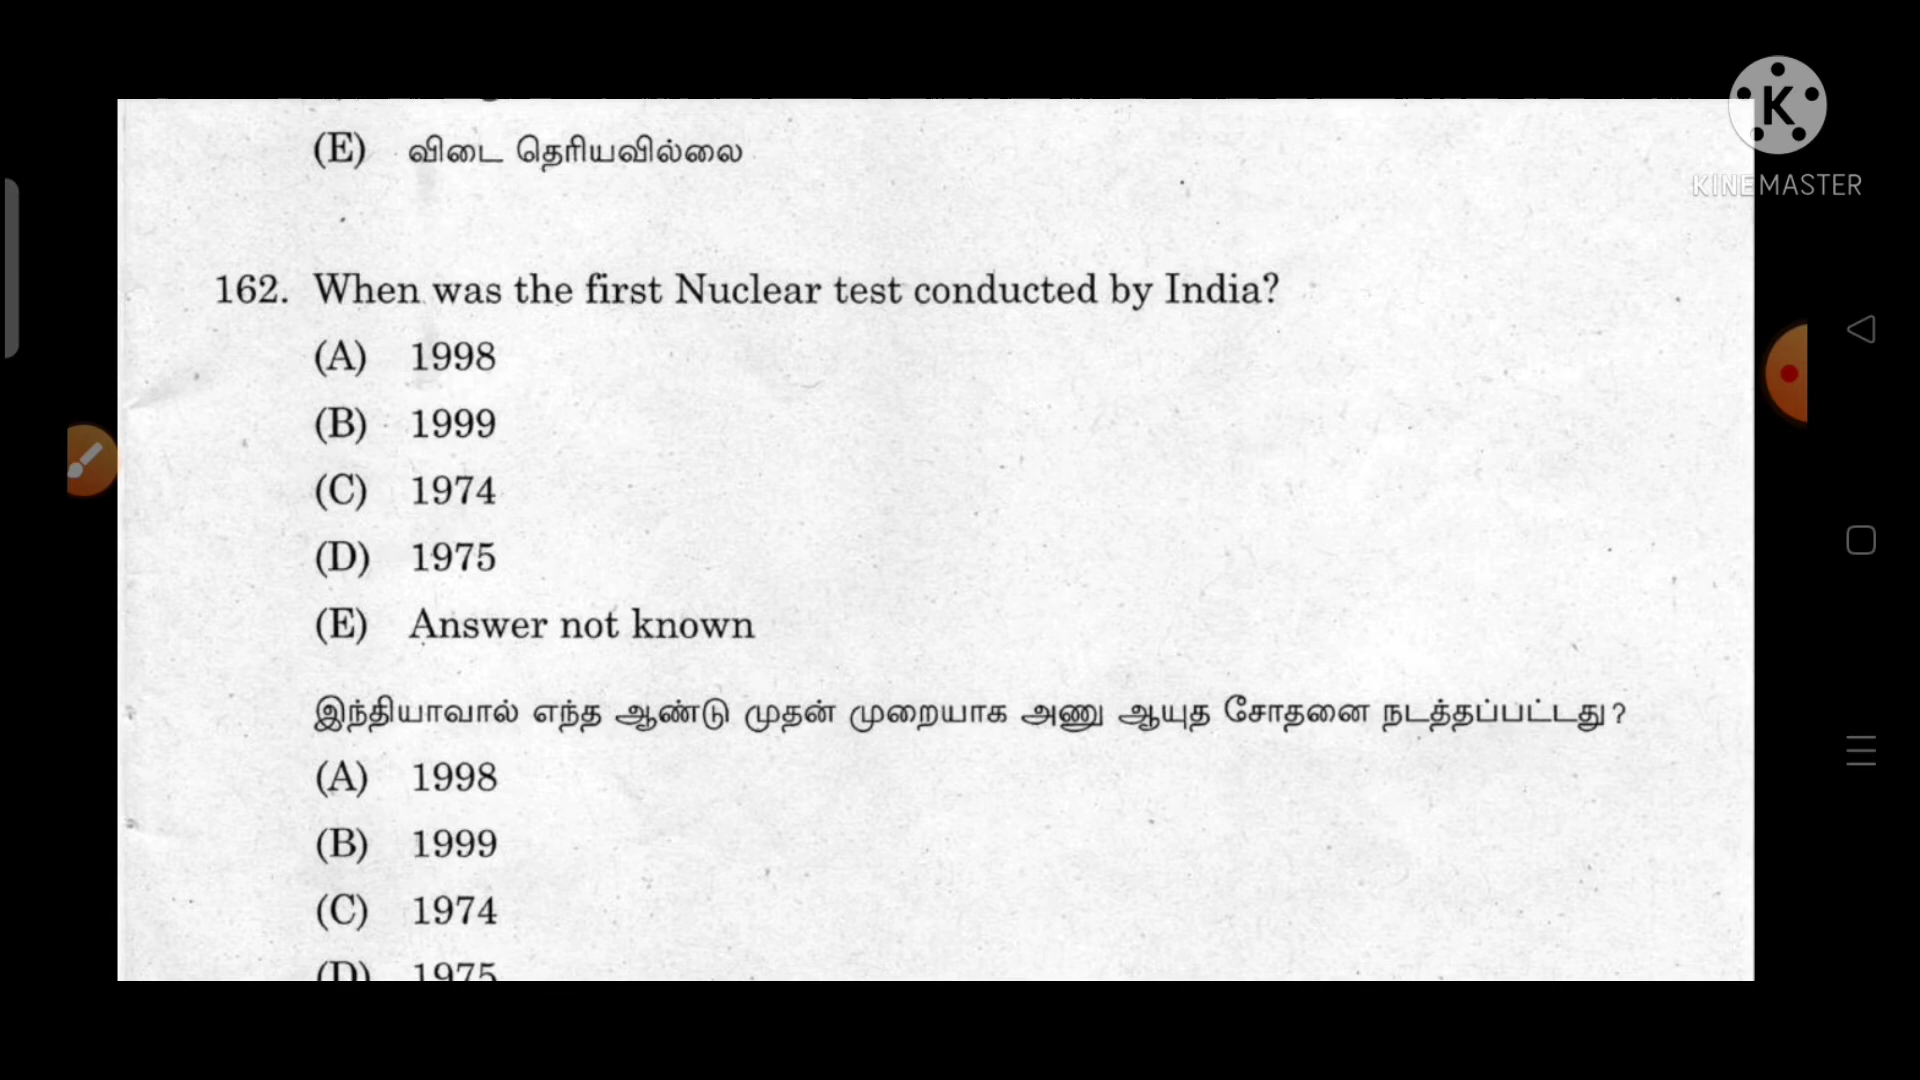 (E) விடை தெரியவில்லை
K
KINEMASTER
162. When was the first Nuclear test conducted by India?
(A) 1998
(B) 1999
(C) 1974
(D) 1975
(E) Answer not known
இந்தியாவால் எந்த ஆண்டு முதன் முறையாக அணு ஆயுத சோதனை நடத்தப்பட்டது?
(A) 1998
(B) 1999
(C) 1974
(D) 1975